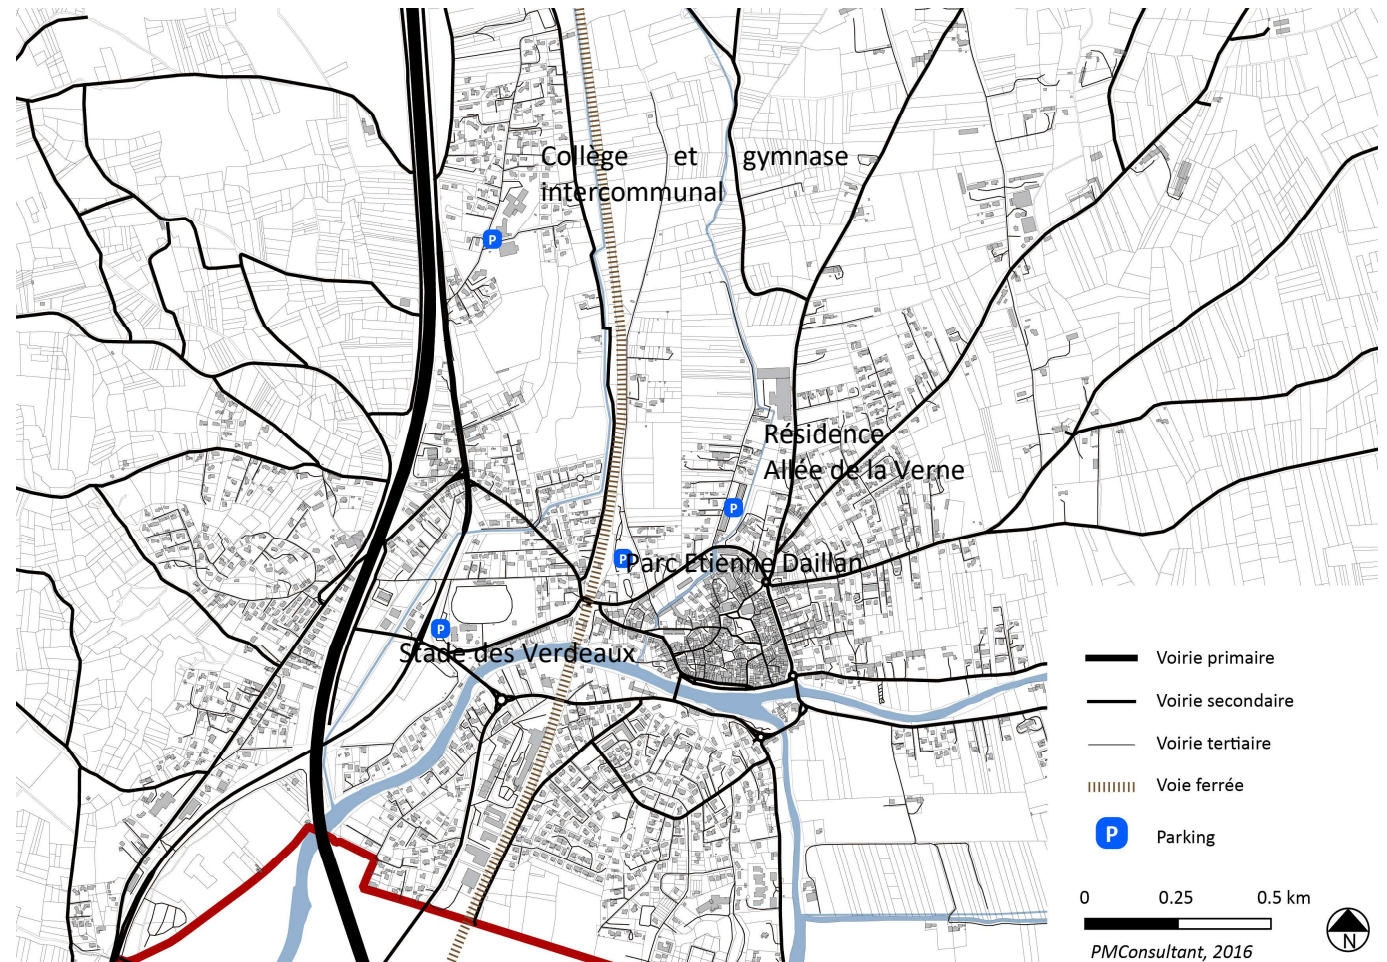 Collège et gymnase
intercommunal
P
Résidence
Allée de la Verne
P
P
Parc Etienne Daillan
P
Stade des Verdeaux
Voirie primaire
Voirie secondaire
Voirie tertiaire
Voie ferrée
P
Parking
0 0.25 0.5 km
PMConsultant, 2016
N